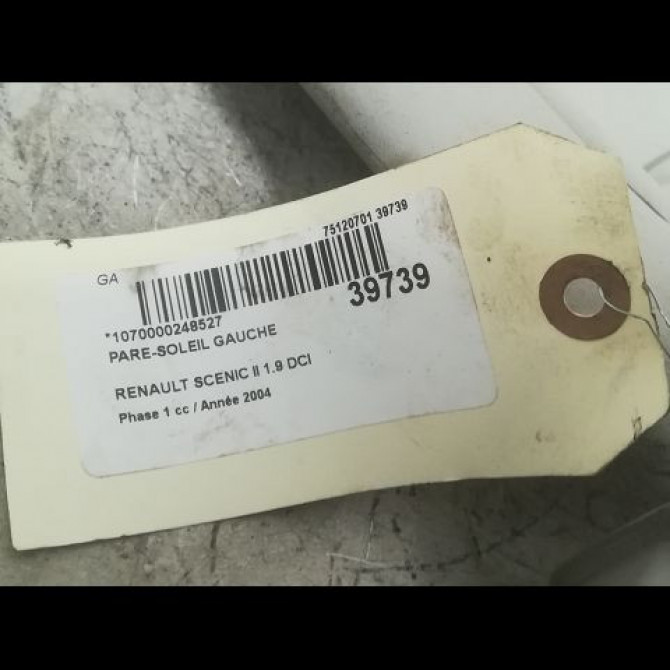 75120701 39739
GA
39739
*1070000248527
PARE-SOLEIL GAUCHE
RENAULT SCENIC II 1.9 DCI
Phase 1 cc / Année 2004